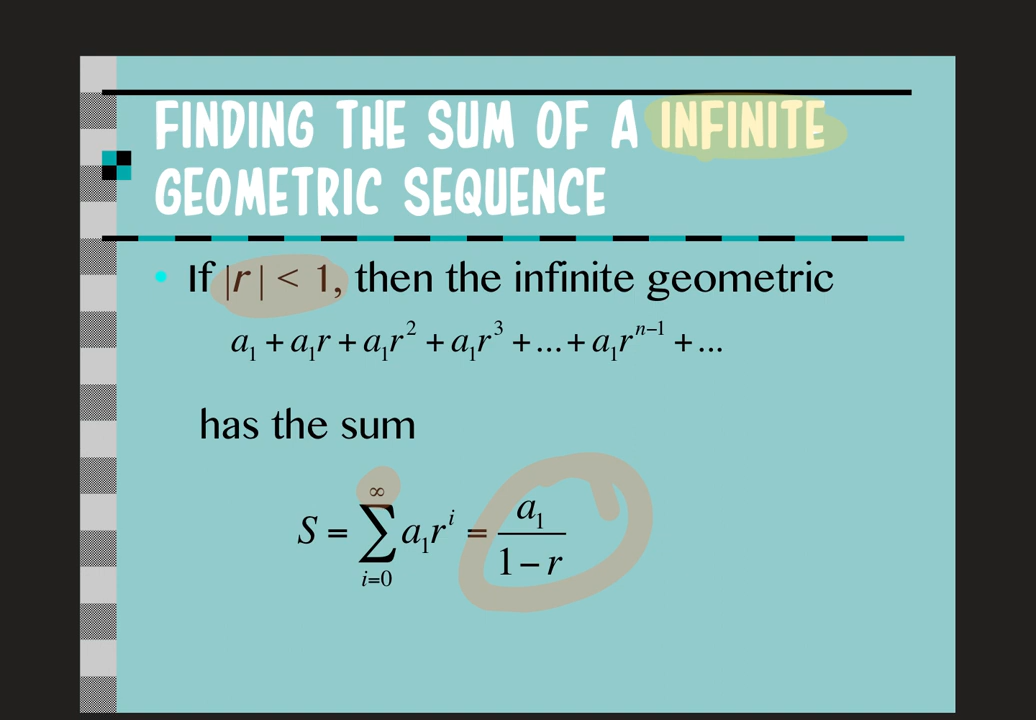 FINDING THE SUM OF A INFINITE
GEOMETRIC SEQUENCE
• If |r| < 1, then the infinite geometric
a₁ + a₁r + a₁r² + a₁r³ + ... + a₁rⁿ⁻¹ + ...
has the sum
S = ∑_{i=0}^{∞} a₁rⁱ = a₁/(1 − r)